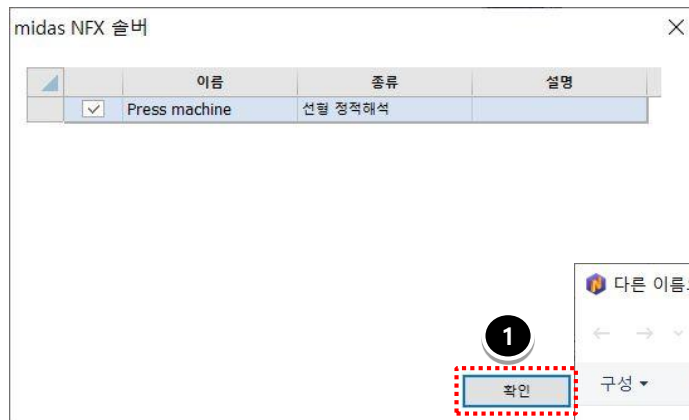 midas NFX 솔버
이름 종류 설명
Press machine 선형 정적해석
다른 이름
1
확인
구성